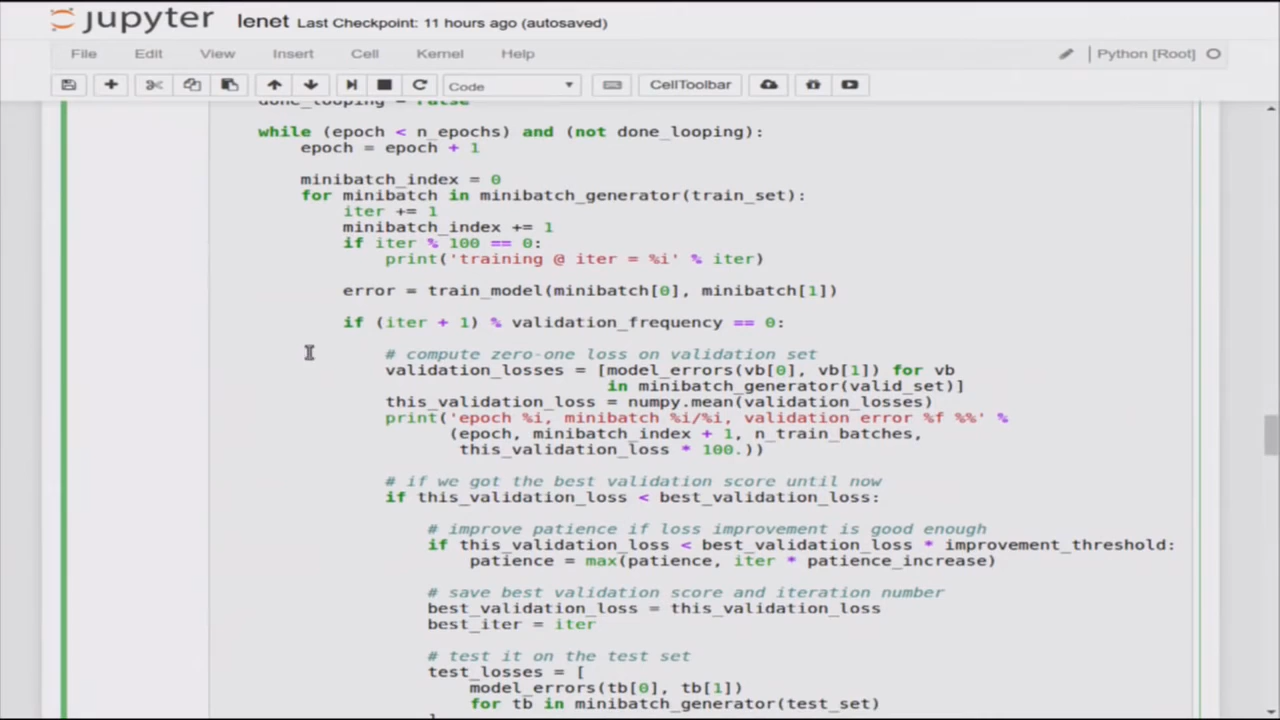 jupyter lenet Last Checkpoint: 11 hours ago (autosaved)
File Edit View Insert Cell Kernel Help Python [Root]
Code CellToolbar
done_looping = False
while (epoch < n_epochs) and (not done_looping):
epoch = epoch + 1
minibatch_index = 0
for minibatch in minibatch_generator(train_set):
iter += 1
minibatch_index += 1
if iter % 100 == 0:
print('training @ iter = %i' % iter)
error = train_model(minibatch[0], minibatch[1])
if (iter + 1) % validation_frequency == 0:
# compute zero-one loss on validation set
validation_losses = [model_errors(vb[0], vb[1]) for vb
in minibatch_generator(valid_set)]
this_validation_loss = numpy.mean(validation_losses)
print('epoch %i, minibatch %i/%i, validation error %f %%' %
(epoch, minibatch_index + 1, n_train_batches,
this_validation_loss * 100.))
# if we got the best validation score until now
if this_validation_loss < best_validation_loss:
# improve patience if loss improvement is good enough
if this_validation_loss < best_validation_loss * improvement_threshold:
patience = max(patience, iter * patience_increase)
# save best validation score and iteration number
best_validation_loss = this_validation_loss
best_iter = iter
# test it on the test set
test_losses = [
model_errors(tb[0], tb[1])
for tb in minibatch_generator(test_set)
]